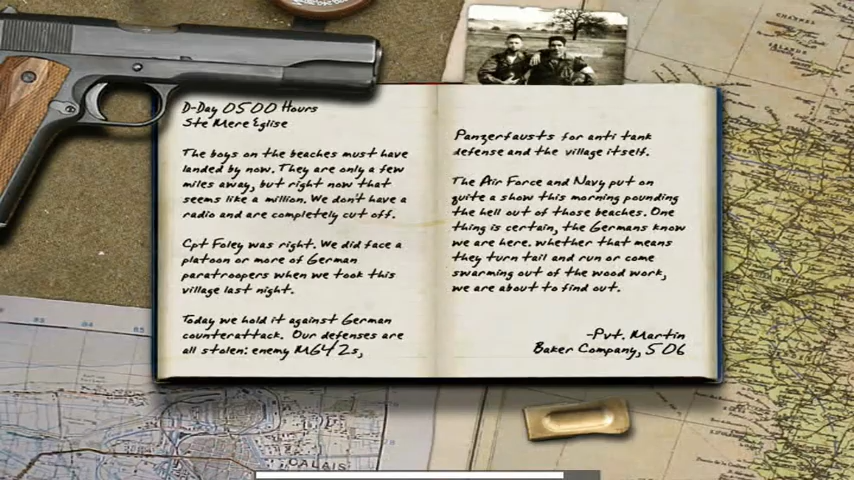 D-Day 0500 Hours
Ste Mere Eglise
The boys on the beaches must have
landed by now. They are only a few
miles away, but right now that
seems like a million. We don't have a
radio and are completely cut off.
Cpt Foley was right. We did face a
platoon or more of German
paratroopers when we took this
village last night.
Today we hold it against German
counterattack. Our defenses are
all stolen: enemy MG42s,
Panzerfausts for anti tank
defense and the village itself.
The Air Force and Navy put on
quite a show this morning pounding
the hell out of those beaches. One
thing is certain, the Germans know
we are here. whether that means
they turn tail and run or come
swarming out of the wood work,
we are about to find out.
-Pvt. Martin
Baker Company, 506
CHANNEL
ISLANDS
CALAIS